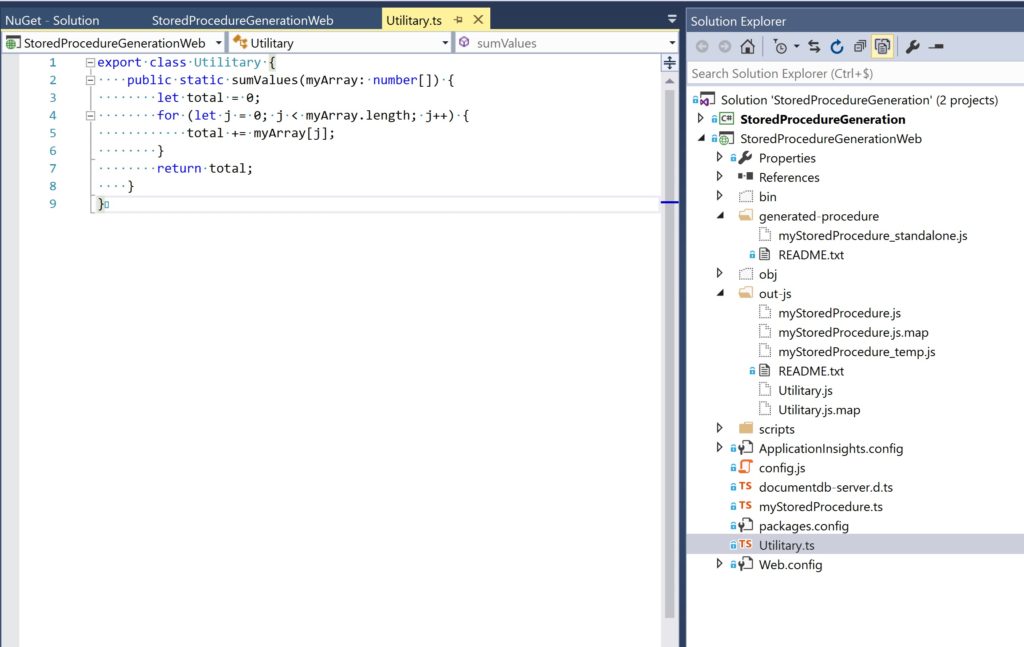 NuGet - Solution    StoredProcedureGenerationWeb    Utilitary.ts
StoredProcedureGenerationWeb    Utilitary    sumValues
1 export class Utilitary {
2 ····public static sumValues(myArray: number[]) {
3 ········let total = 0;
4 ········for (let j = 0; j < myArray.length; j++) {
5 ············total += myArray[j];
6 ········}
7 ········return total;
8 ····}
9 }
Solution Explorer
Search Solution Explorer (Ctrl+$)
Solution 'StoredProcedureGeneration' (2 projects)
C# StoredProcedureGeneration
StoredProcedureGenerationWeb
Properties
References
bin
generated-procedure
myStoredProcedure_standalone.js
README.txt
obj
out-js
myStoredProcedure.js
myStoredProcedure.js.map
myStoredProcedure_temp.js
README.txt
Utilitary.js
Utilitary.js.map
scripts
ApplicationInsights.config
config.js
TS documentdb-server.d.ts
TS myStoredProcedure.ts
packages.config
TS Utilitary.ts
Web.config